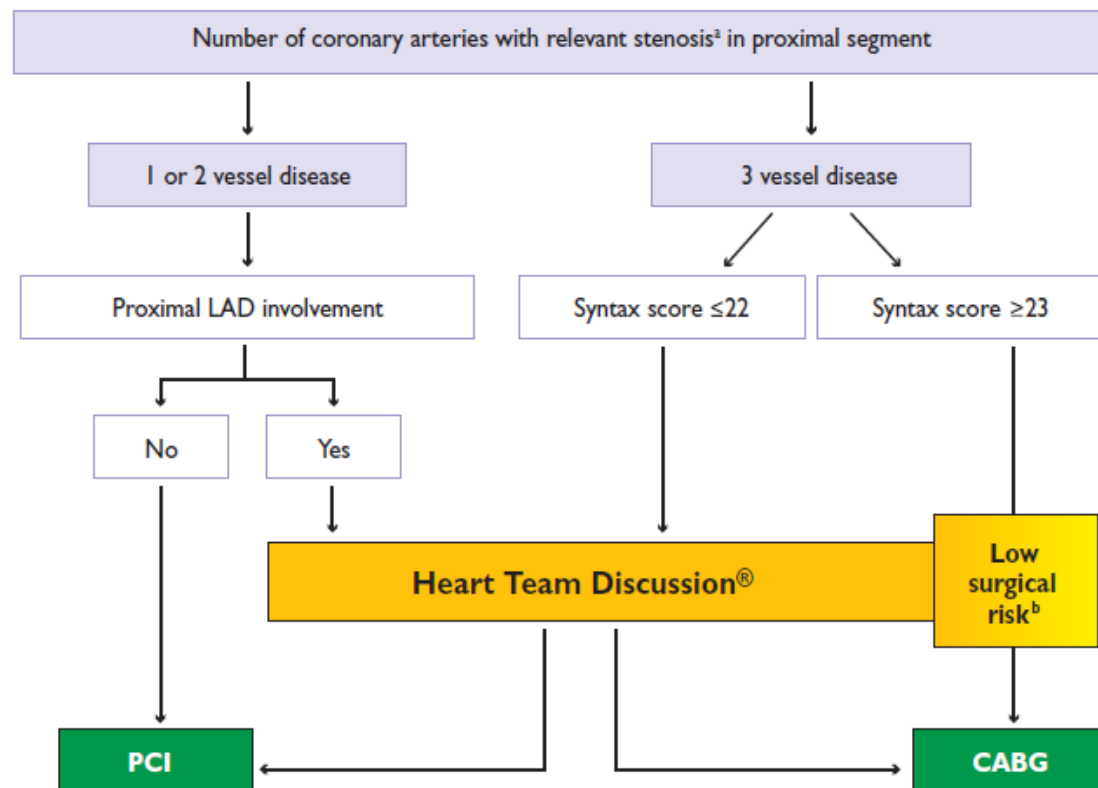 Number of coronary arteries with relevant stenosisᵃ in proximal segment
1 or 2 vessel disease
3 vessel disease
Proximal LAD involvement
Syntax score ≤22
Syntax score ≥23
No
Yes
Heart Team Discussion®
Low
surgical
riskᵇ
PCI
CABG